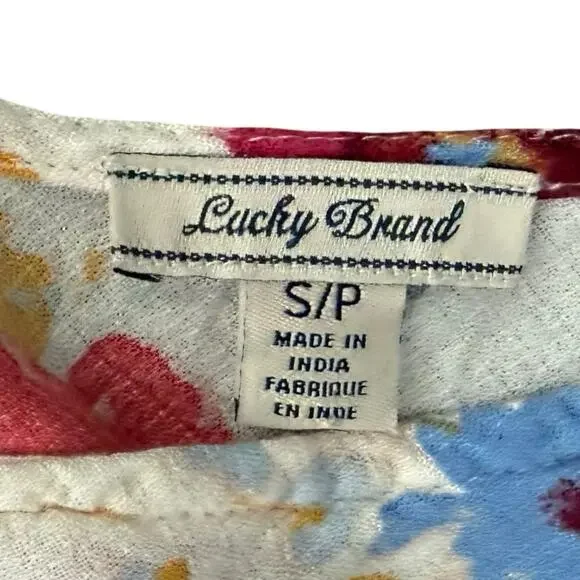 Lucky Brand
S/P
MADE IN
INDIA
FABRIQUE
EN INDE